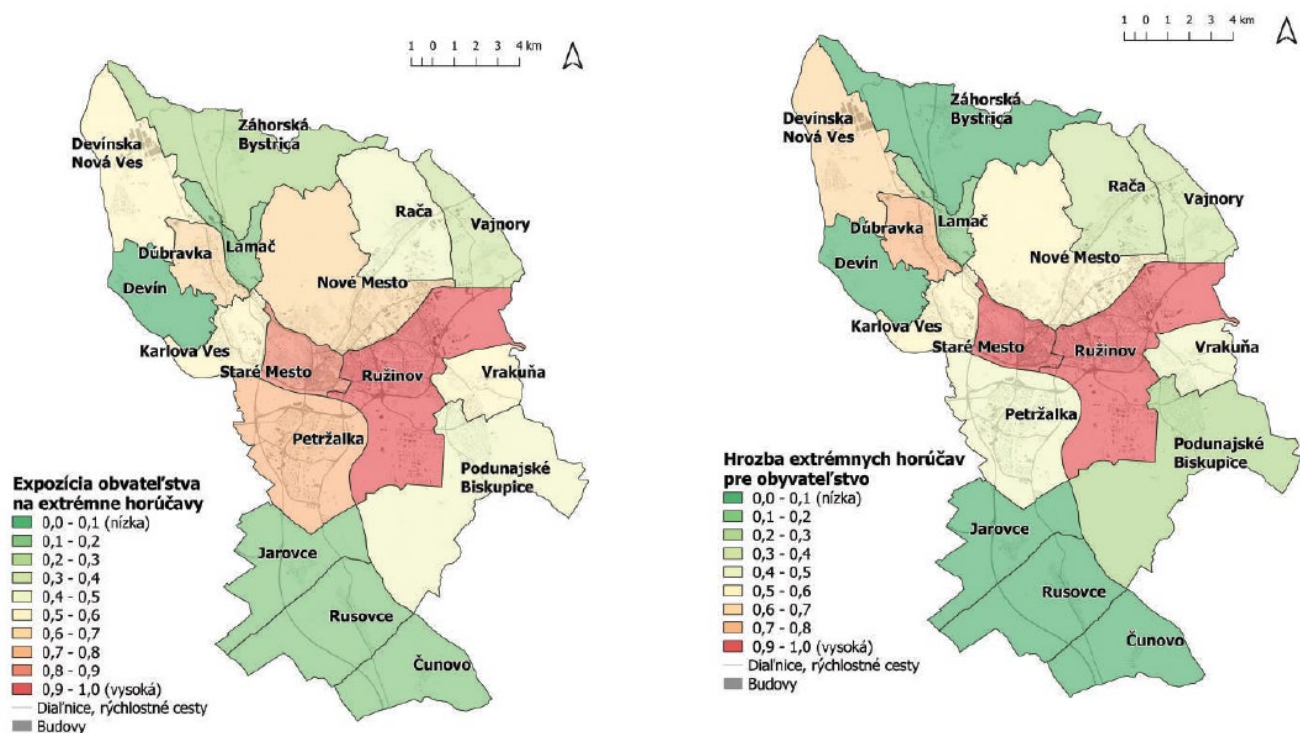 1 0 1 2 3 4 km
Záhorská
Bystrica
Devínska
Nová Ves
Rača
Vajnory
Lamač
Dúbravka
Devín
Nové Mesto
Karlova Ves
Staré Mesto
Ružinov
Vrakuňa
Petržalka
Podunajské
Biskupice
Jarovce
Rusovce
Čunovo
Expozícia obvateľstva
na extrémne horúčavy
0,0 - 0,1 (nízka)
0,1 - 0,2
0,2 - 0,3
0,3 - 0,4
0,4 - 0,5
0,5 - 0,6
0,6 - 0,7
0,7 - 0,8
0,8 - 0,9
0,9 - 1,0 (vysoká)
Diaľnice, rýchlostné cesty
Budovy
1 0 1 2 3 4 km
Záhorská
Bystrica
Devínska
Nová Ves
Rača
Vajnory
Lamač
Dúbravka
Devín
Nové Mesto
Karlova Ves
Staré Mesto
Ružinov
Vrakuňa
Petržalka
Podunajské
Biskupice
Jarovce
Rusovce
Čunovo
Hrozba extrémnych horúčav
pre obyvateľstvo
0,0 - 0,1 (nízka)
0,1 - 0,2
0,2 - 0,3
0,3 - 0,4
0,4 - 0,5
0,5 - 0,6
0,6 - 0,7
0,7 - 0,8
0,9 - 1,0 (vysoká)
Diaľnice, rýchlostné cesty
Budovy